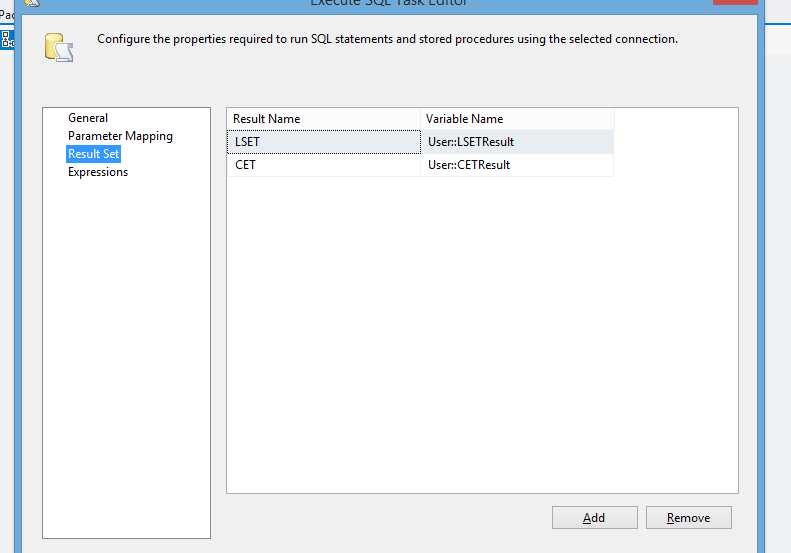 Execute SQL Task Editor
Pac
Configure the properties required to run SQL statements and stored procedures using the selected connection.
General
Parameter Mapping
Result Set
Expressions
Result Name Variable Name
LSET User::LSETResult
CET User::CETResult
Add Remove